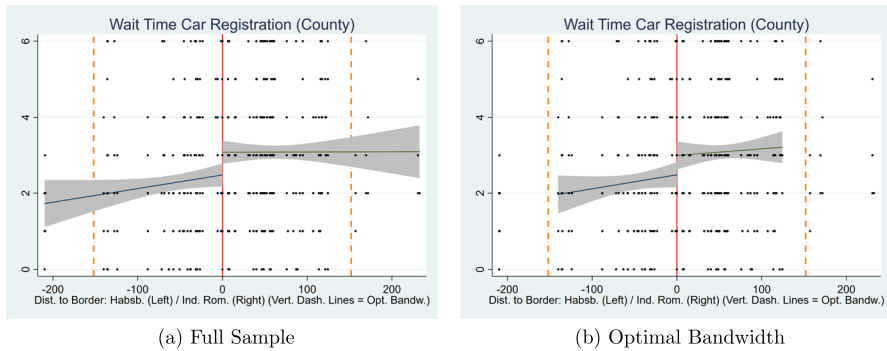 Wait Time Car Registration (County)
6
4
2
0
-200 -100 0 100 200
Dist. to Border: Habsb. (Left) / Ind. Rom. (Right) (Vert. Dash. Lines = Opt. Bandw.)
(a) Full Sample
Wait Time Car Registration (County)
6
4
2
0
-200 -100 0 100 200
Dist. to Border: Habsb. (Left) / Ind. Rom. (Right) (Vert. Dash. Lines = Opt. Bandw.)
(b) Optimal Bandwidth